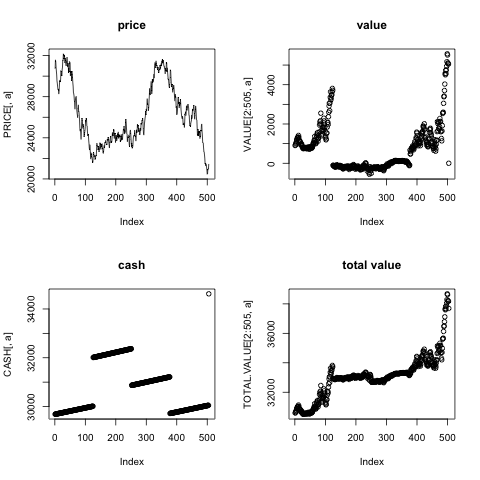 price
PRICE[, a]
20000 24000 28000 32000
0 100 200 300 400 500
Index
value
VALUE[2:505, a]
0 2000 4000
0 100 200 300 400 500
Index
cash
CASH[, a]
30000 32000 34000
0 100 200 300 400 500
Index
total value
TOTAL.VALUE[2:505, a]
32000 36000
0 100 200 300 400 500
Index